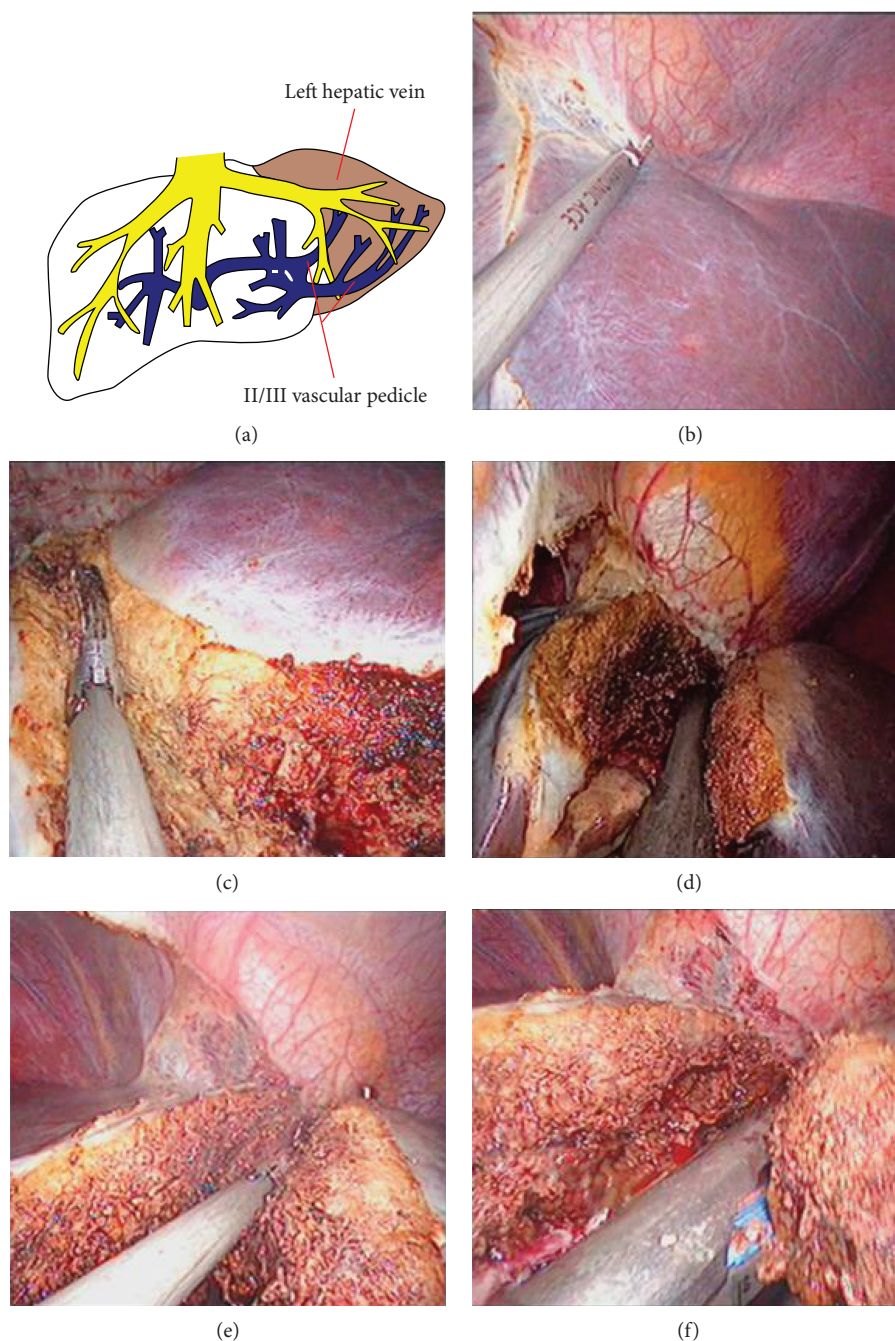 Left hepatic vein
II/III vascular pedicle
(a)
(b)
(c)
(d)
(e)
(f)